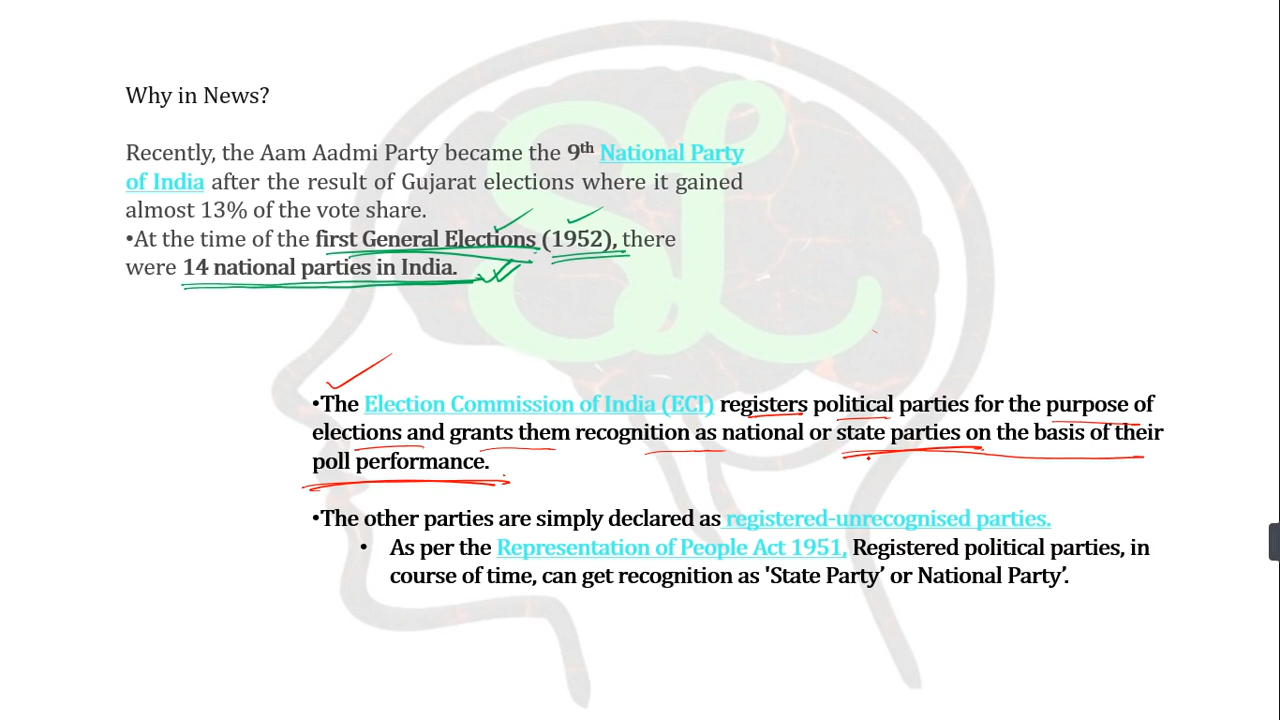 Why in News?
Recently, the Aam Aadmi Party became the 9th National Party
of India after the result of Gujarat elections where it gained
almost 13% of the vote share.
•At the time of the first General Elections (1952), there
were 14 national parties in India.
•The Election Commission of India (ECI) registers political parties for the purpose of
elections and grants them recognition as national or state parties on the basis of their
poll performance.
•The other parties are simply declared as registered-unrecognised parties.
• As per the Representation of People Act 1951, Registered political parties, in
course of time, can get recognition as 'State Party’ or National Party’.
SL